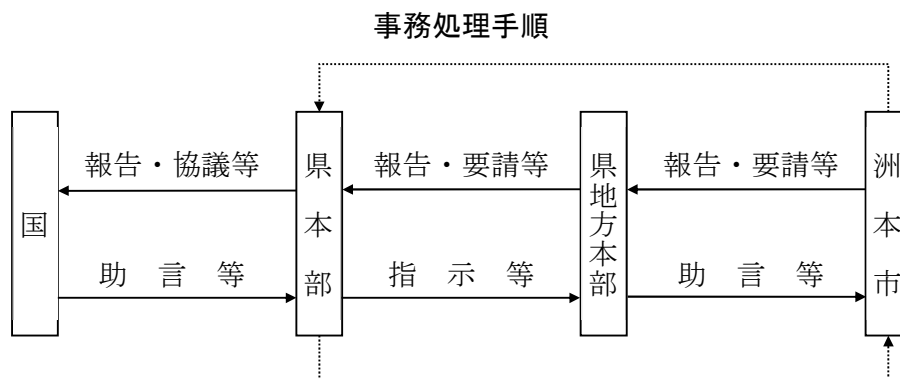 事務処理手順
報告・協議等
報告・要請等
報告・要請等
国
県本部
県地方本部
洲本市
助言等
指示等
助言等